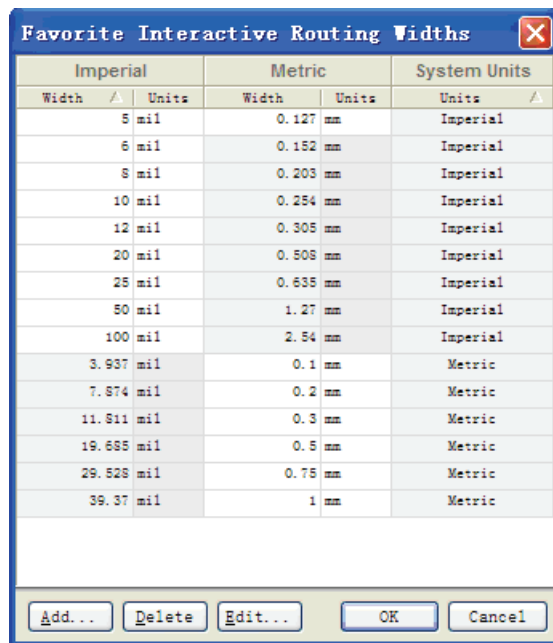 Favorite Interactive Routing Widths
Imperial Metric System Units
Width Units Width Units Units
5 mil 0.127 mm Imperial
6 mil 0.152 mm Imperial
8 mil 0.203 mm Imperial
10 mil 0.254 mm Imperial
12 mil 0.305 mm Imperial
20 mil 0.508 mm Imperial
25 mil 0.635 mm Imperial
50 mil 1.27 mm Imperial
100 mil 2.54 mm Imperial
3.937 mil 0.1 mm Metric
7.874 mil 0.2 mm Metric
11.811 mil 0.3 mm Metric
19.685 mil 0.5 mm Metric
29.528 mil 0.75 mm Metric
39.37 mil 1 mm Metric
Add... Delete Edit... OK Cancel